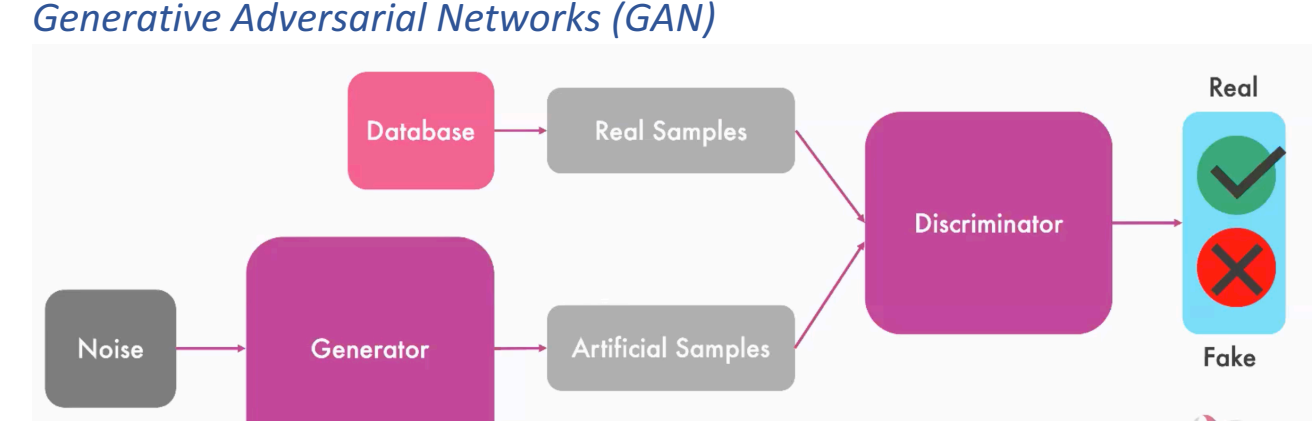 Generative Adversarial Networks (GAN)
Real
Database
Real Samples
Discriminator
Noise
Generator
Artificial Samples
Fake